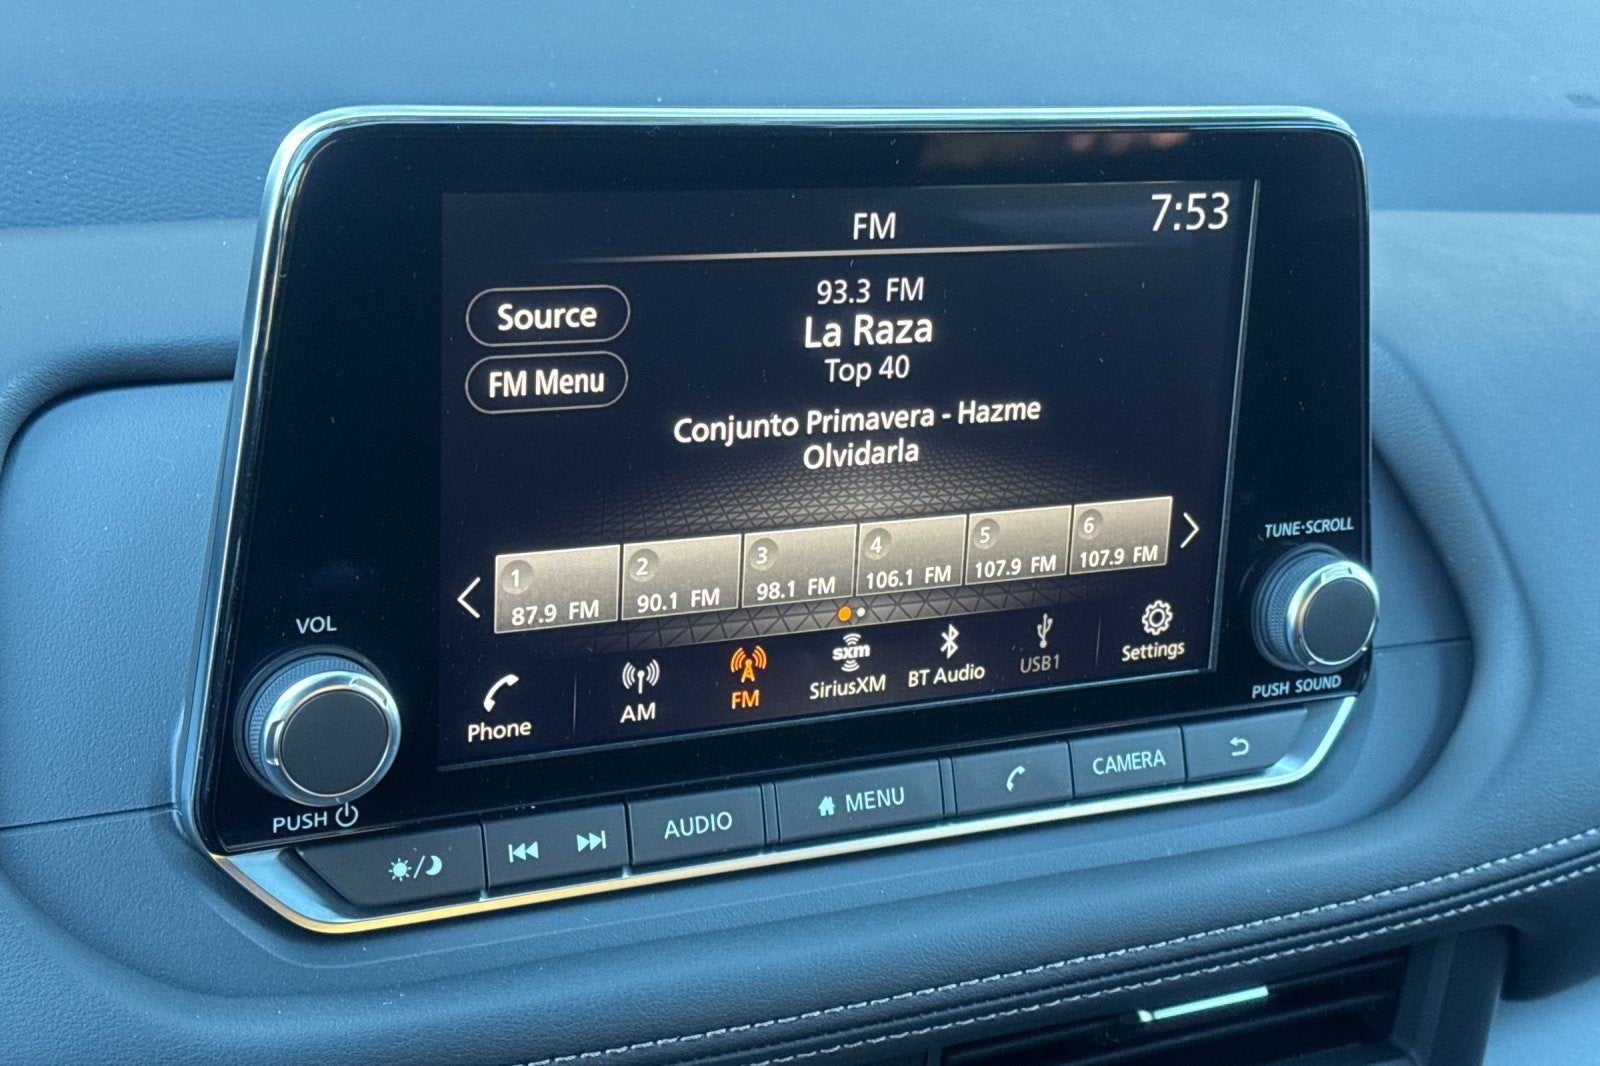 FM
7:53
Source
FM Menu
93.3 FM
La Raza
Top 40
Conjunto Primavera - Hazme
Olvidarla
1
87.9 FM
2
90.1 FM
3
98.1 FM
4
106.1 FM
5
107.9 FM
6
107.9 FM
Phone
AM
FM
sxm
SiriusXM
BT Audio
USB1
Settings
VOL
PUSH
TUNE·SCROLL
PUSH SOUND
AUDIO
MENU
CAMERA